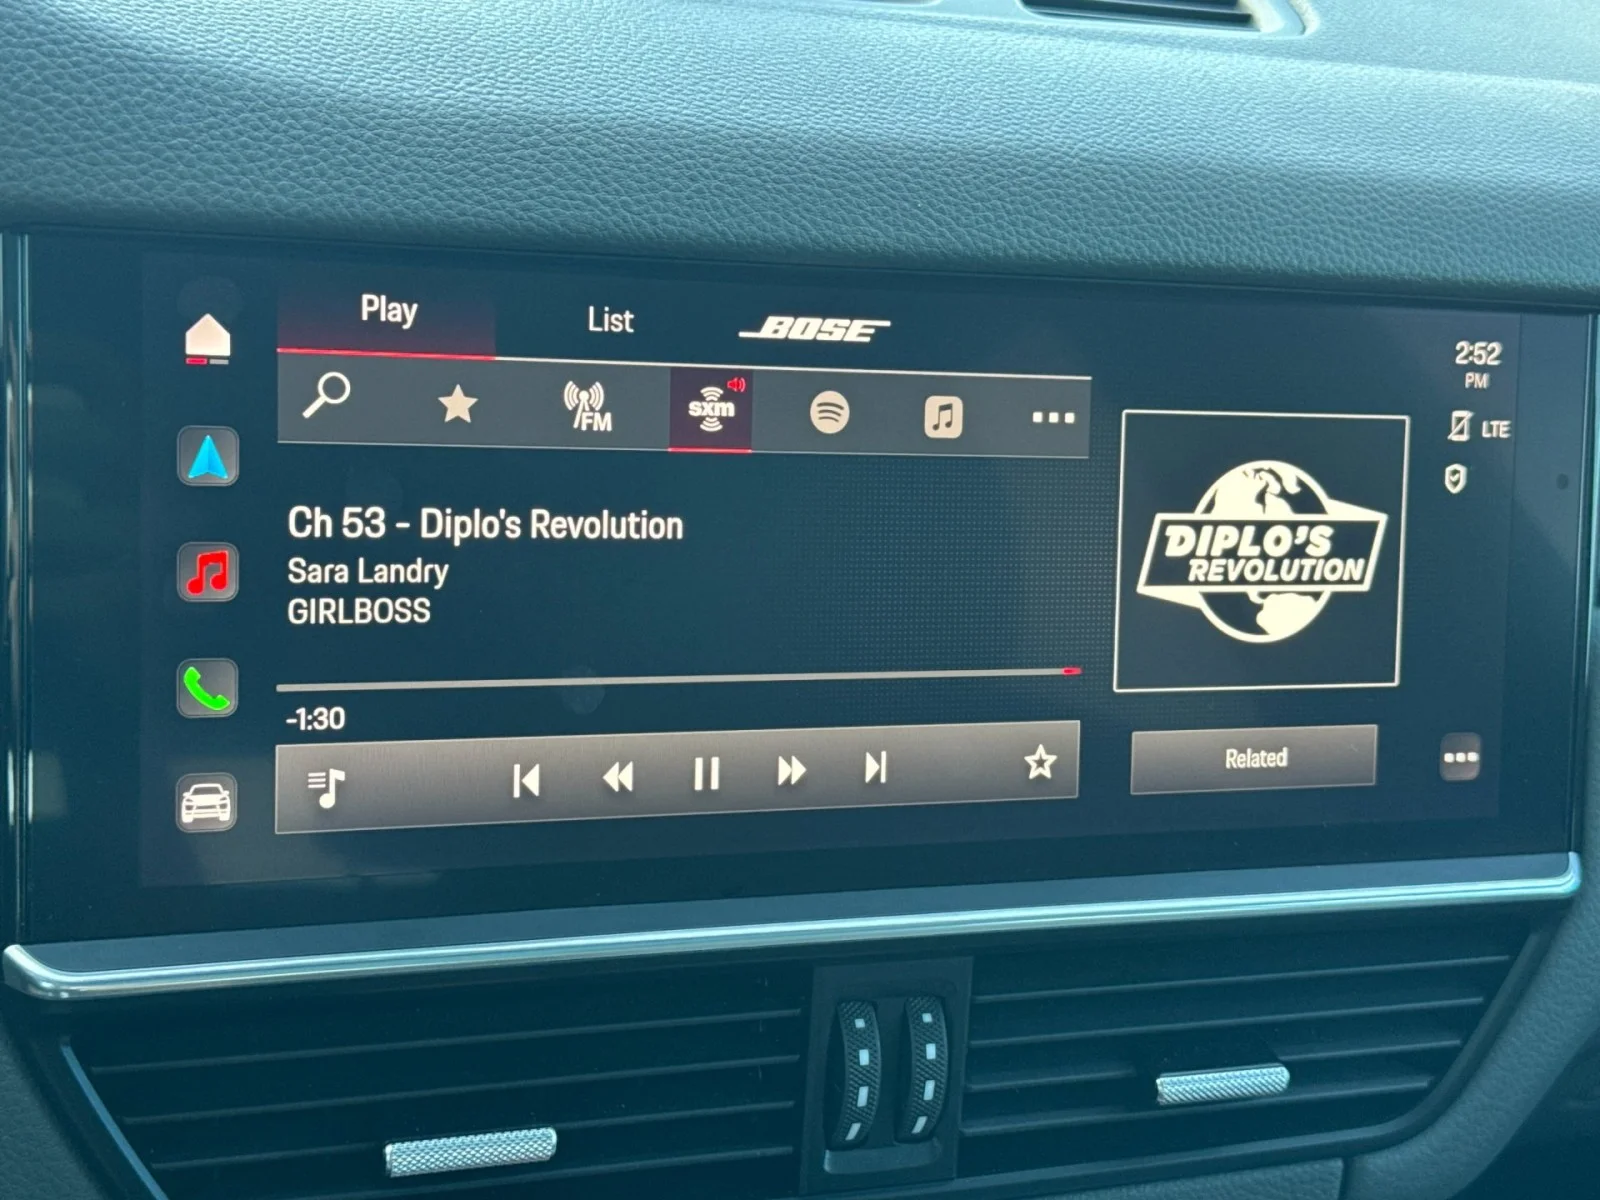 Play
List
BOSE
2:52
PM
FM
sxm
LTE
Ch 53 - Diplo's Revolution
Sara Landry
GIRLBOSS
DIPLO'S
REVOLUTION
-1:30
Related